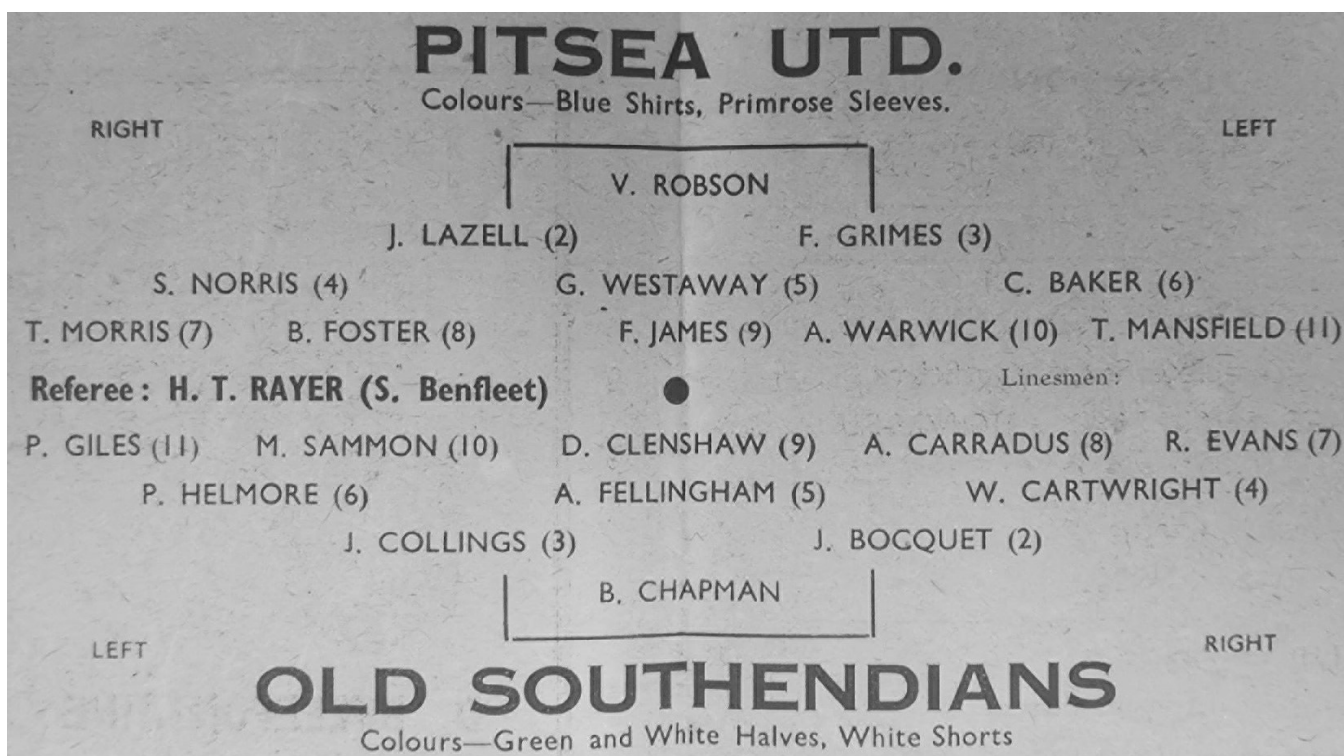 PITSEA UTD.
Colours—Blue Shirts, Primrose Sleeves.
RIGHT LEFT
V. ROBSON
J. LAZELL (2) F. GRIMES (3)
S. NORRIS (4) G. WESTAWAY (5) C. BAKER (6)
T. MORRIS (7) B. FOSTER (8) F. JAMES (9) A. WARWICK (10) T. MANSFIELD (11)
Referee: H. T. RAYER (S. Benfleet) Linesmen:
P. GILES (11) M. SAMMON (10) D. CLENSHAW (9) A. CARRADUS (8) R. EVANS (7)
P. HELMORE (6) A. FELLINGHAM (5) W. CARTWRIGHT (4)
J. COLLINGS (3) J. BOCQUET (2)
B. CHAPMAN
LEFT RIGHT
OLD SOUTHENDIANS
Colours—Green and White Halves, White Shorts